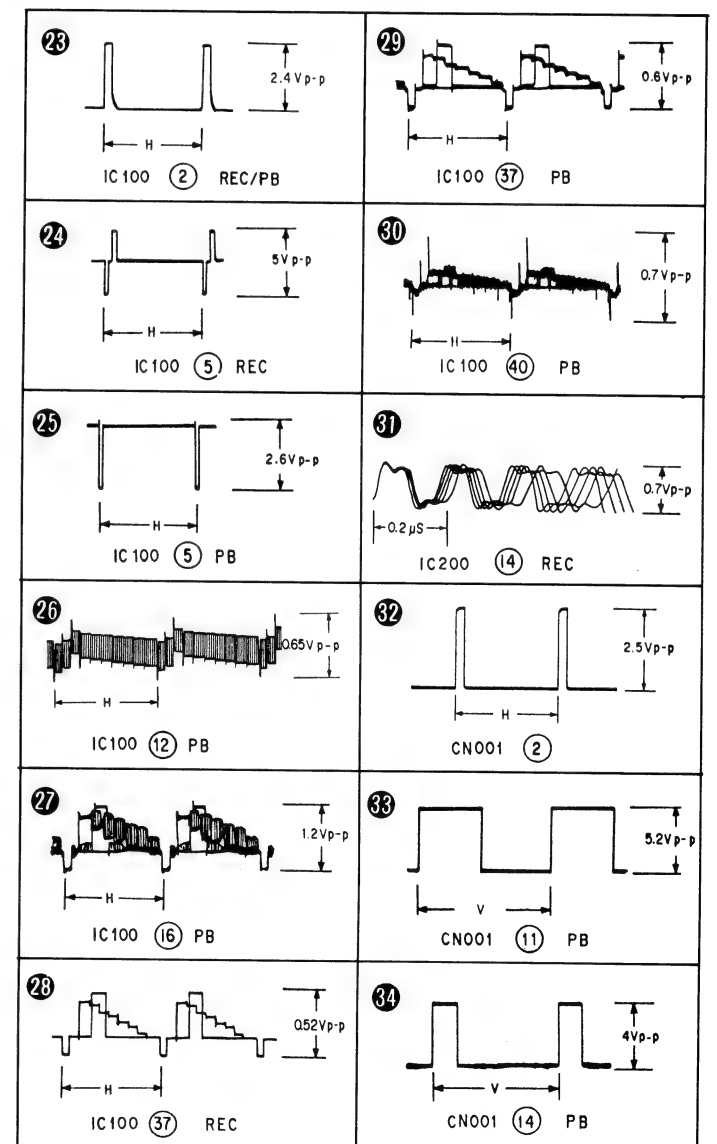 23
2.4Vp-p
H
IC100 2 REC/PB
24
5Vp-p
H
IC100 5 REC
25
2.6Vp-p
H
IC100 5 PB
26
0.65Vp-p
H
IC100 12 PB
27
1.2Vp-p
H
IC100 16 PB
28
0.52Vp-p
H
IC100 37 REC
29
0.6Vp-p
H
IC100 37 PB
30
0.7Vp-p
H
IC100 40 PB
31
0.7Vp-p
0.2µS
IC200 14 REC
32
2.5Vp-p
H
CN001 2
33
5.2Vp-p
V
CN001 11 PB
34
4Vp-p
V
CN001 14 PB